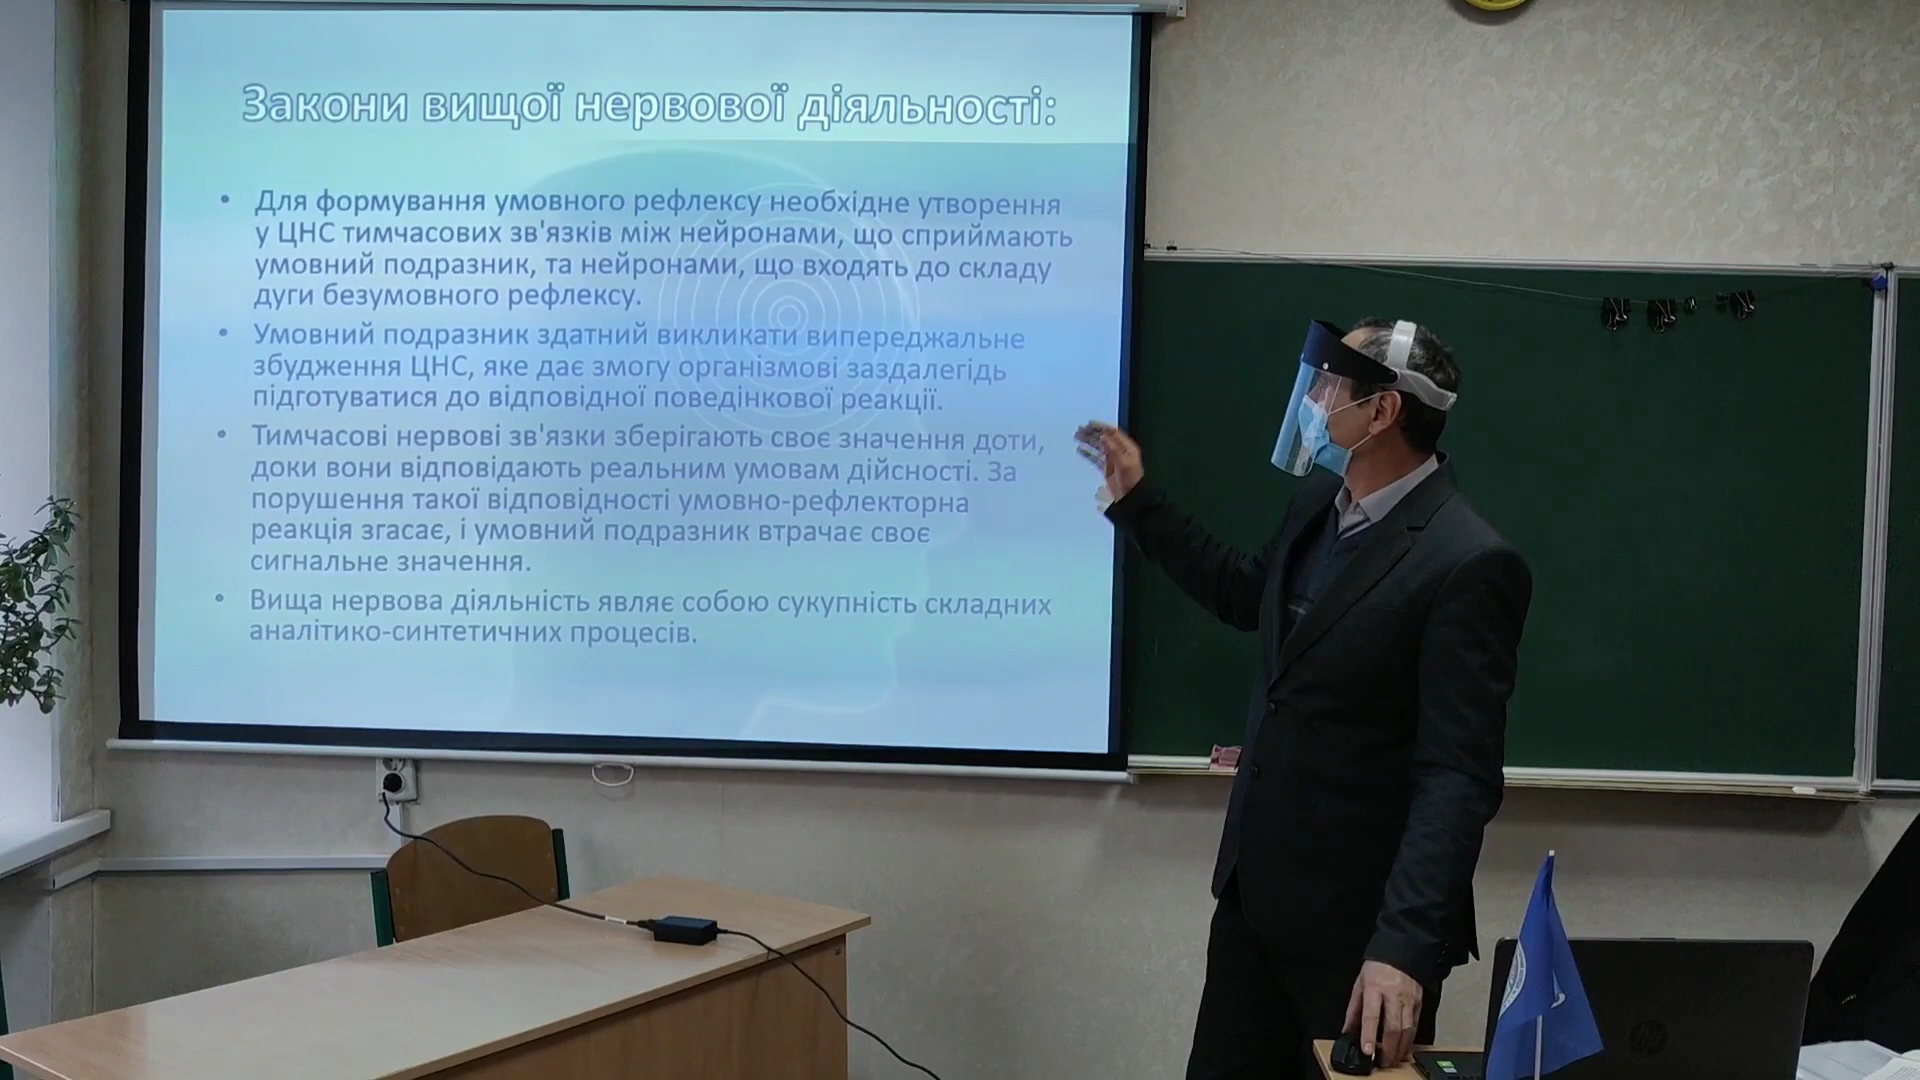 Закони вищої нервової діяльності:
• Для формування умовного рефлексу необхідне утворення
у ЦНС тимчасових зв'язків між нейронами, що сприймають
умовний подразник, та нейронами, що входять до складу
дуги безумовного рефлексу.
• Умовний подразник здатний викликати випереджальне
збудження ЦНС, яке дає змогу організмові заздалегідь
підготуватися до відповідної поведінкової реакції.
• Тимчасові нервові зв'язки зберігають своє значення доти,
доки вони відповідають реальним умовам дійсності. За
порушення такої відповідності умовно-рефлекторна
реакція згасає, і умовний подразник втрачає своє
сигнальне значення.
• Вища нервова діяльність являє собою сукупність складних
аналітико-синтетичних процесів.